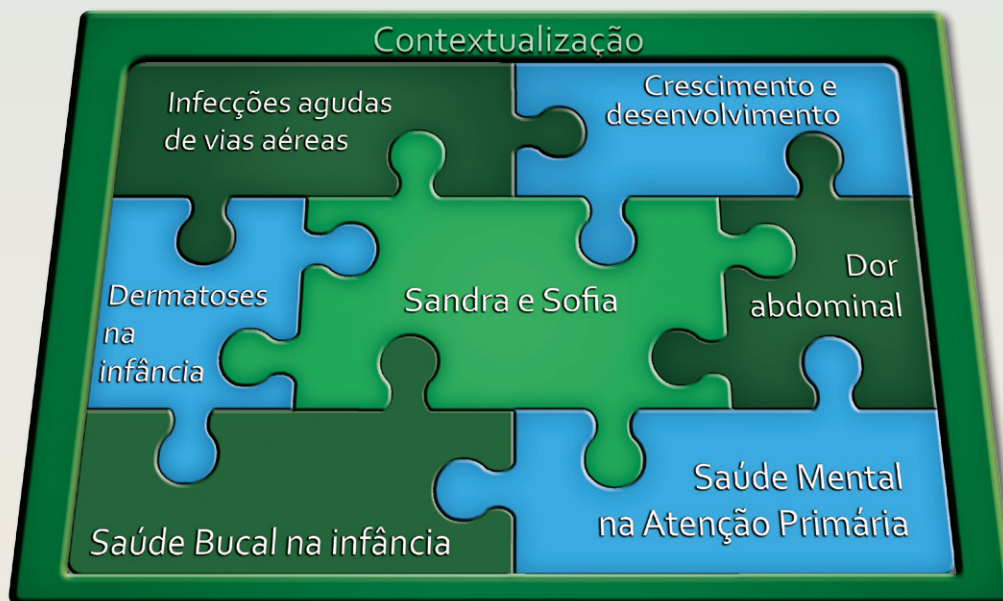 Contextualização
Infecções agudas
de vias aéreas
Crescimento e
desenvolvimento
Dermatoses
na
infância
Sandra e Sofia
Dor
abdominal
Saúde Bucal na infância
Saúde Mental
na Atenção Primária